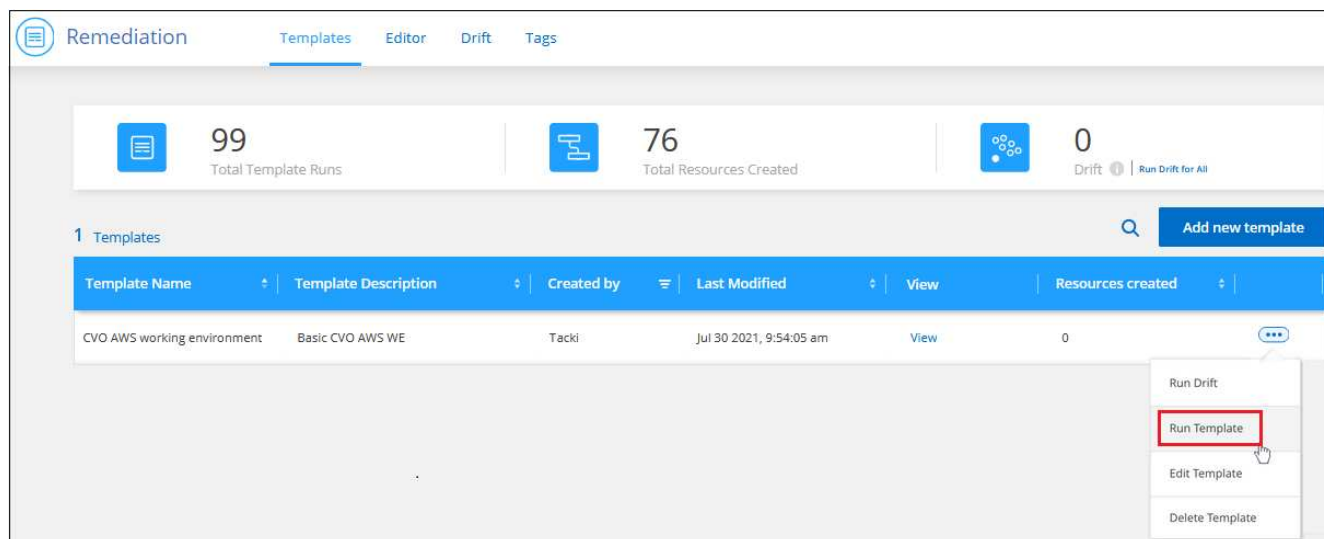 Remediation Templates Editor Drift Tags
99 76 0
Total Template Runs Total Resources Created Drift Run Drift for All
1 Templates Add new template
Template Name Template Description Created by Last Modified View Resources created
CVO AWS working environment Basic CVO AWS WE Tacki Jul 30 2021, 9:54:05 am View 0
Run Drift
Run Template
Edit Template
Delete Template